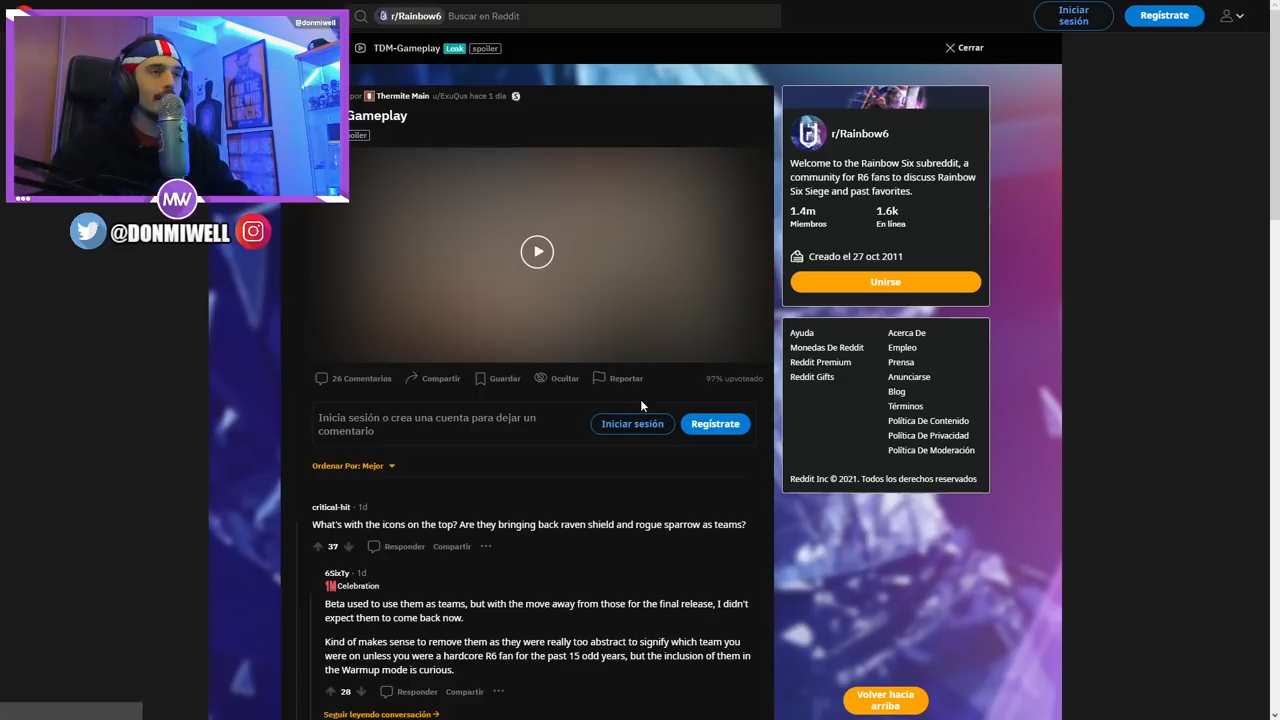 @donmiwell
r/Rainbow6 Buscar en Reddit
Iniciar sesión
Regístrate
TDM-Gameplay Leak spoiler
Cerrar
por Thermite Main u/ExuQus hace 1 dia
Gameplay
oiler
MW
@DONMIWELL
26 Comentarios Compartir Guardar Ocultar Reportar 97% upvoteado
Inicia sesión o crea una cuenta para dejar un
comentario
Iniciar sesión Regístrate
Ordenar Por: Mejor
critical-hit · 1d
What's with the icons on the top? Are they bringing back raven shield and rogue sparrow as teams?
37 Responder Compartir
6SixTy · 1d
1M Celebration
Beta used to use them as teams, but with the move away from those for the final release, I didn't
expect them to come back now.
Kind of makes sense to remove them as they were really too abstract to signify which team you
were on unless you were a hardcore R6 fan for the past 15 odd years, but the inclusion of them in
the Warmup mode is curious.
28 Responder Compartir
Seguir leyendo conversación
r/Rainbow6
Welcome to the Rainbow Six subreddit, a
community for R6 fans to discuss Rainbow
Six Siege and past favorites.
1.4m 1.6k
Miembros En línea
Creado el 27 oct 2011
Unirse
Ayuda Acerca De
Monedas De Reddit Empleo
Reddit Premium Prensa
Reddit Gifts Anunciarse
Blog
Términos
Política De Contenido
Política De Privacidad
Política De Moderación
Reddit Inc © 2021. Todos los derechos reservados
Volver hacia
arriba